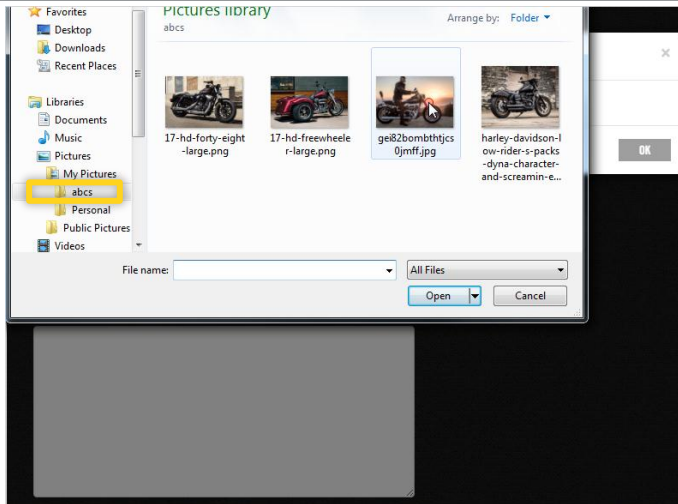 Favorites
Desktop
Downloads
Recent Places
Libraries
Documents
Music
Pictures
My Pictures
abcs
Personal
Public Pictures
Videos
Pictures library
abcs
Arrange by: Folder
17-hd-forty-eight
-large.png
17-hd-freewheele
r-large.png
gei82bombthtjcs
0jmff.jpg
harley-davidson-l
ow-rider-s-packs
-dyna-character-
and-screamin-e...
File name:
All Files
Open
Cancel
×
OK